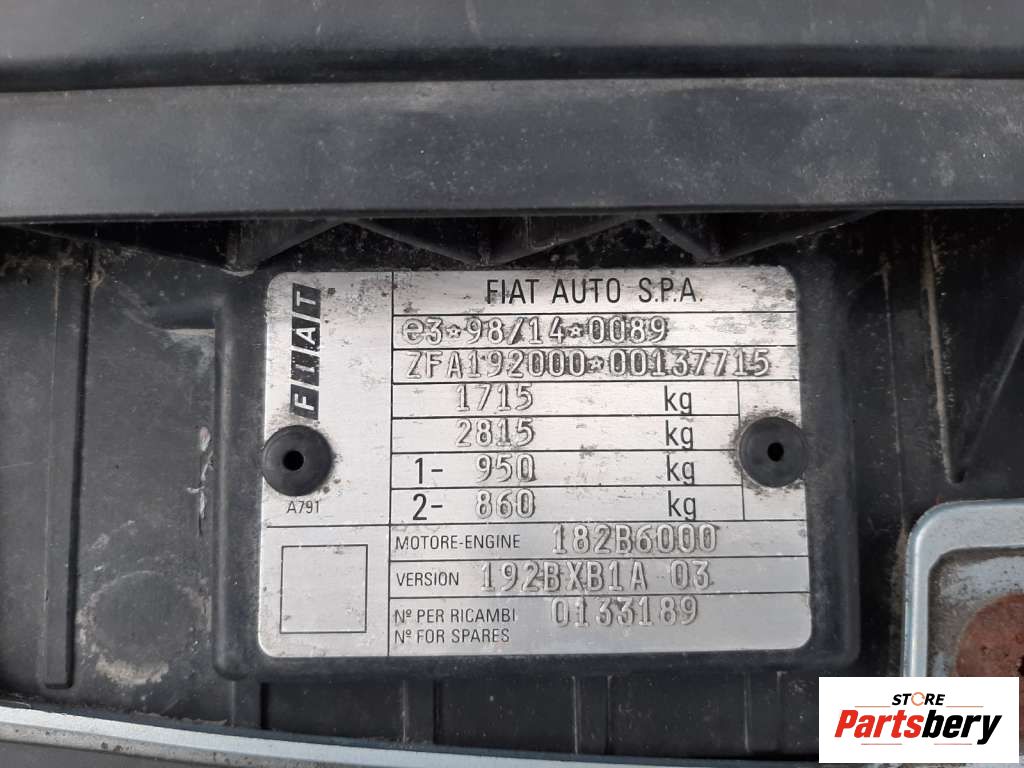 FIAT
FIAT AUTO S.P.A.
e3*98/14*0089
ZFA192000*00137715
1715 kg
2815 kg
1- 950 kg
2- 860 kg
A791
MOTORE-ENGINE 182B6000
VERSION 192BXB1A 03
Nº PER RICAMBI 0133189
Nº FOR SPARES
STORE
Partsbery